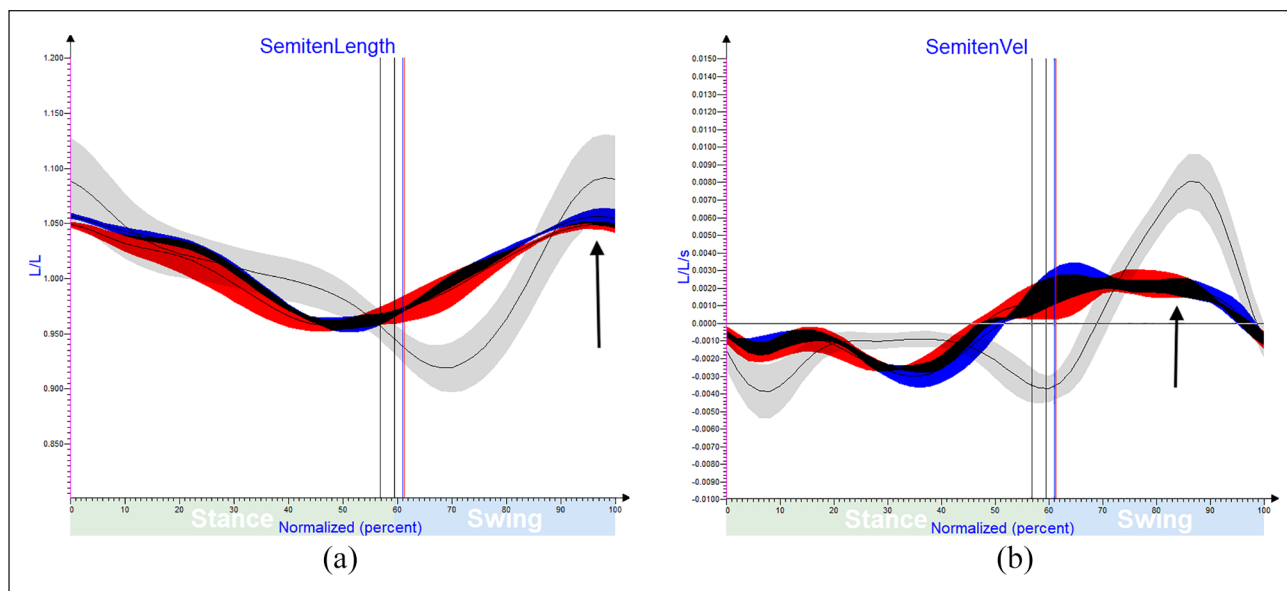 SemitenLength
1.200
1.150
1.100
1.050
1.000
0.950
0.900
0.850
L/L
0 10 20 30 40 50 60 70 80 90 100
Stance Swing
Normalized (percent)
(a)
SemitenVel
0.0150
0.0140
0.0130
0.0120
0.0110
0.0100
0.0090
0.0080
0.0070
0.0060
0.0050
0.0040
0.0030
0.0020
0.0010
0.0000
-0.0010
-0.0020
-0.0030
-0.0040
-0.0050
-0.0060
-0.0070
-0.0080
-0.0090
-0.0100
L/L/s
0 10 20 30 40 50 60 70 80 90 100
Stance Swing
Normalized (percent)
(b)